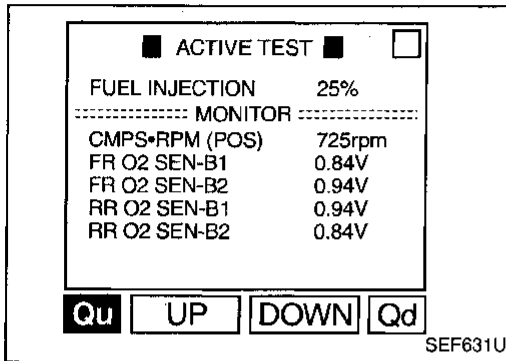 ■ ACTIVE TEST ■
FUEL INJECTION 25%
============ MONITOR ============
CMPS•RPM (POS) 725rpm
FR O2 SEN-B1 0.84V
FR O2 SEN-B2 0.94V
RR O2 SEN-B1 0.94V
RR O2 SEN-B2 0.84V
Qu UP DOWN Qd
SEF631U